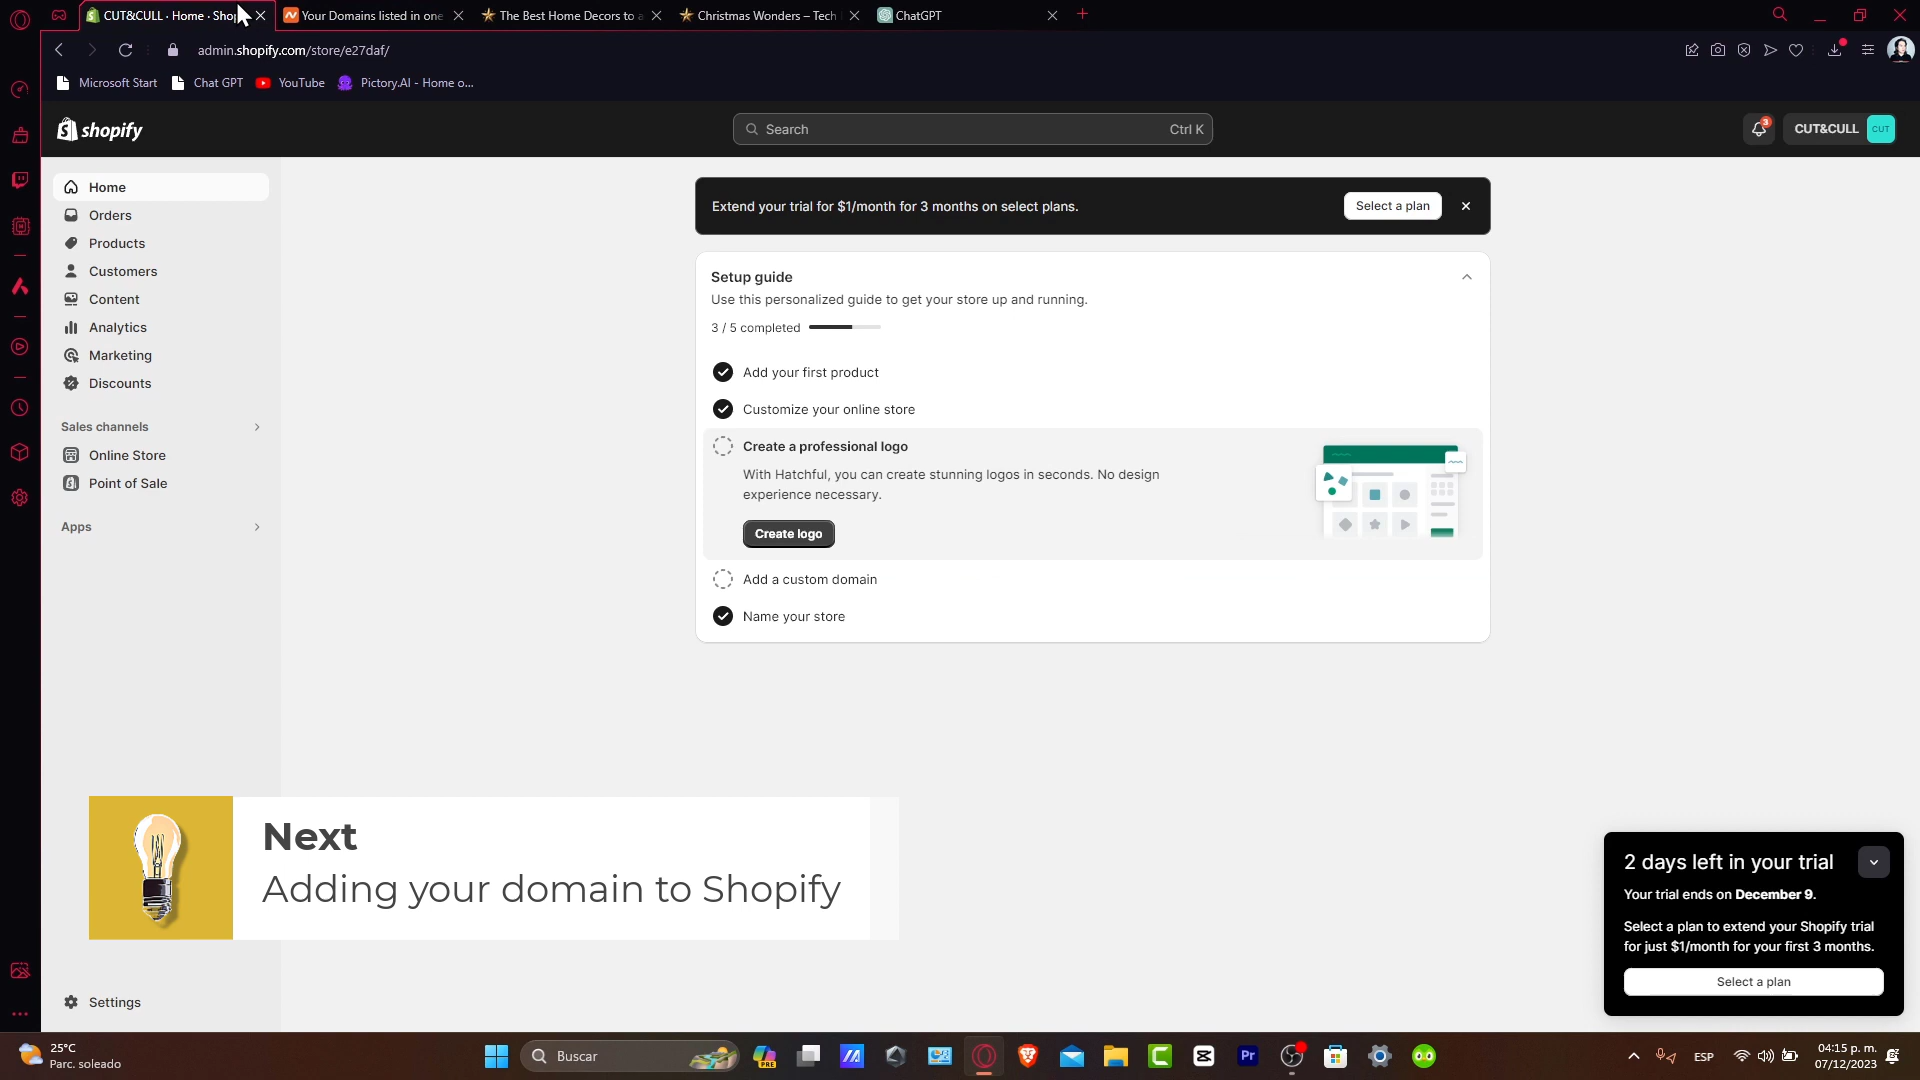 CUT&CULL · Home · Shop
Your Domains listed in one
The Best Home Decors to a
Christmas Wonders – Tech
ChatGPT
admin.shopify.com/store/e27daf/
Microsoft Start
Chat GPT
YouTube
Pictory.AI - Home o...
shopify
Search
Ctrl K
3
CUT&CULL
CUT
Home
Orders
Products
Customers
Content
Analytics
Marketing
Discounts
Sales channels
Online Store
Point of Sale
Apps
Settings
Extend your trial for $1/month for 3 months on select plans.
Select a plan
Setup guide
Use this personalized guide to get your store up and running.
3 / 5 completed
Add your first product
Customize your online store
Create a professional logo
With Hatchful, you can create stunning logos in seconds. No design
experience necessary.
Create logo
Add a custom domain
Name your store
Next
Adding your domain to Shopify
2 days left in your trial
Your trial ends on December 9.
Select a plan to extend your Shopify trial
for just $1/month for your first 3 months.
Select a plan
25°C
Parc. soleado
Buscar
PRE
Pr
ESP
04:15 p. m.
07/12/2023